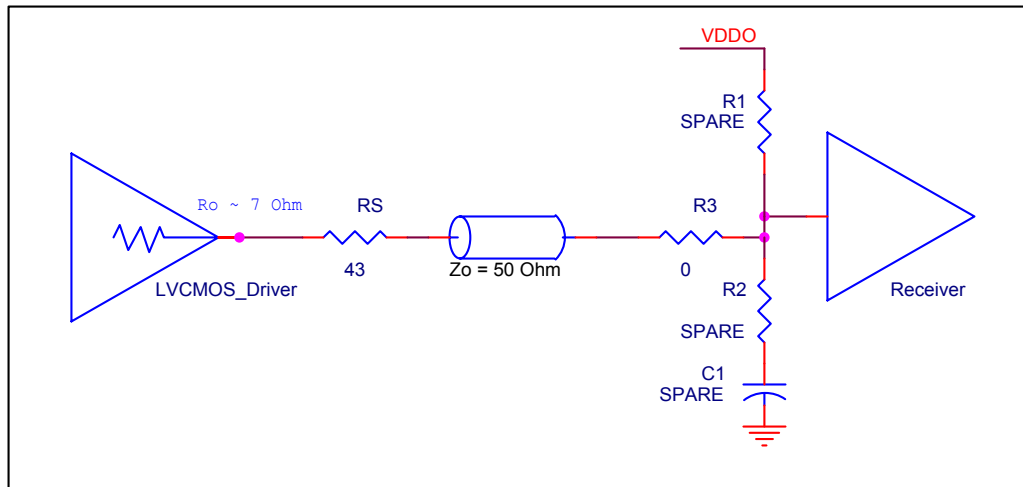 VDDO
R1
SPARE
Ro ~ 7 Ohm
RS
R3
43
Zo = 50 Ohm
0
LVCMOS_Driver
R2
Receiver
SPARE
C1
SPARE